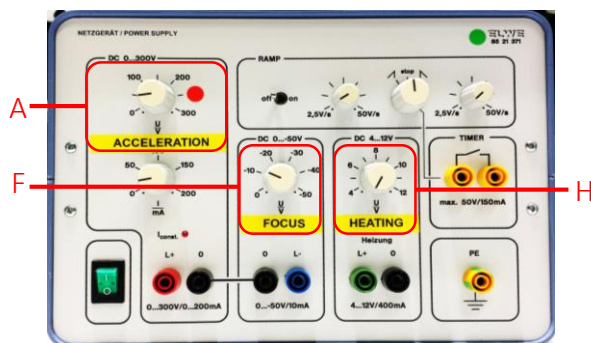 NETZGERÄT / POWER SUPPLY
ELWE
DC 0...300V
RAMP
100 200
0 300
U
V
ACCELERATION
off on
2,5V/s 50V/s
stop
2,5V/s 50V/s
A
DC 0...-50V
-20 -30
-10 -40
0 -50
U
V
FOCUS
DC 4...12V
8
6 10
4 12
U
V
HEATING
TIMER
max. 50V/150mA
F
H
50 150
0 200
I
mA
Iconst.
L+ 0
0...300V/0...200mA
0 L-
0...-50V/10mA
Heizung
L+ 0
4...12V/400mA
PE